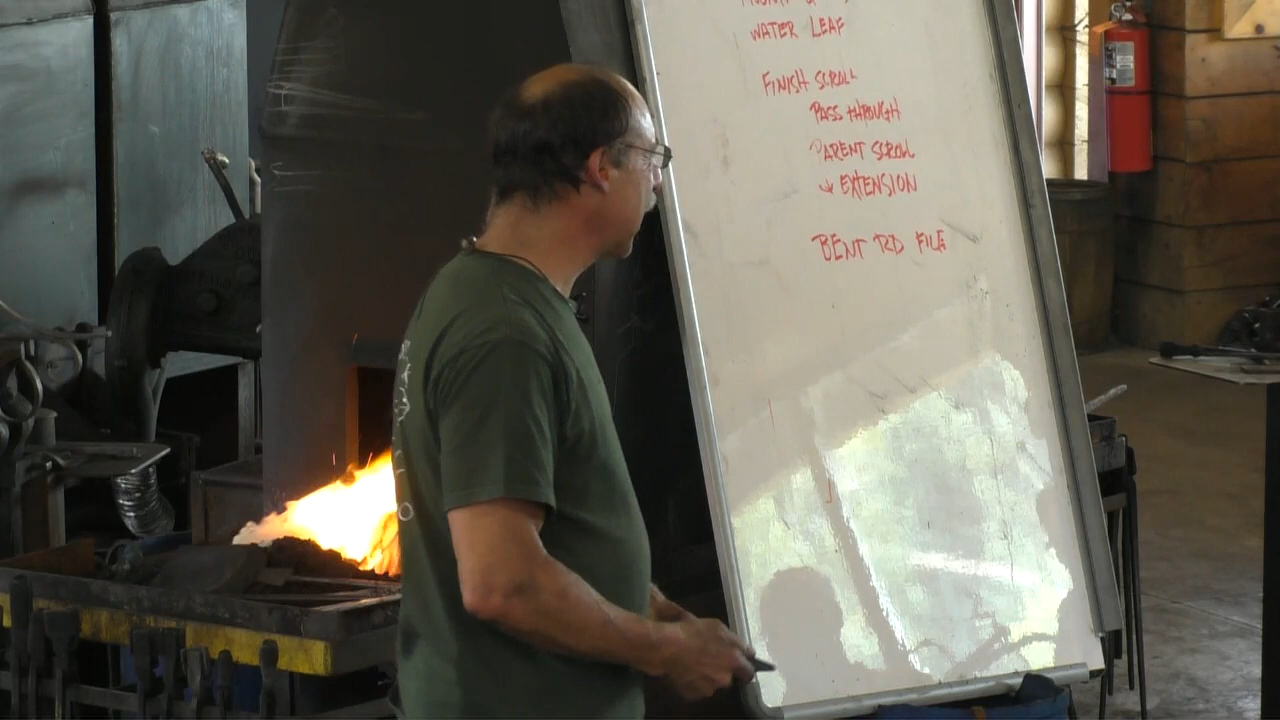 WATER LEAF
FINISH SCROLL
PASS THROUGH
PARENT SCROLL
↳ EXTENSION
BENT RD FILE